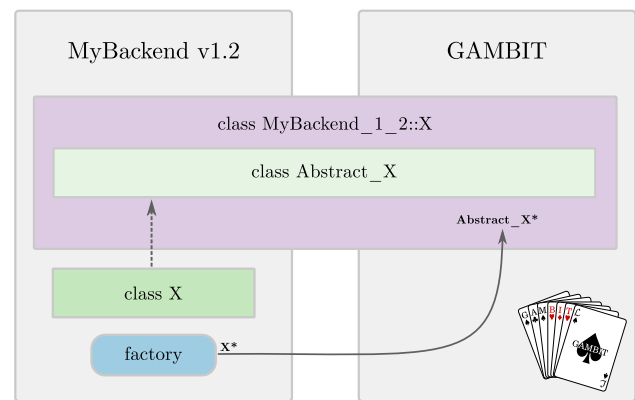 MyBackend v1.2
GAMBIT
class MyBackend_1_2::X
class Abstract_X
Abstract_X*
class X
factory
X*
G A M B I T ℒ
GAMBIT
ℒ